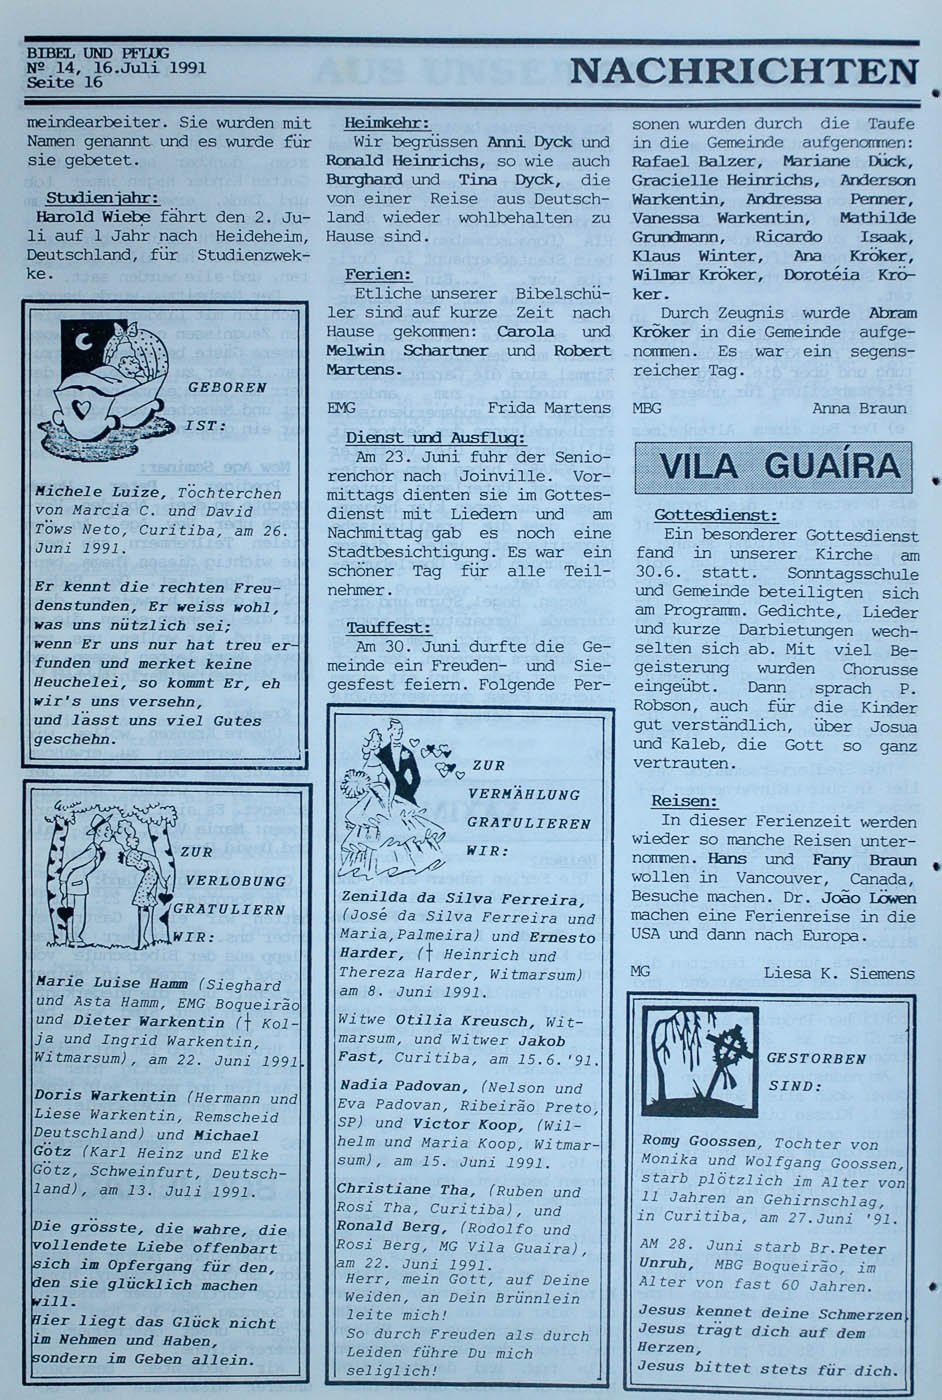 BIBEL UND PFLUG
Nº 14, 16.Juli 1991
Seite 16
NACHRICHTEN
meindearbeiter. Sie wurden mit
Namen genannt und es wurde für
sie gebetet.
Studienjahr:
Harold Wiebe fährt den 2. Ju-
li auf 1 Jahr nach Heideheim,
Deutschland, für Studienzwek-
ke.
GEBOREN
IST:
Michele Luize, Töchterchen
von Marcia C. und David
Töws Neto, Curitiba, am 26.
Juni 1991.
Er kennt die rechten Freu-
denstunden, Er weiss wohl,
was uns nützlich sei;
wenn Er uns nur hat treu er-
funden und merket keine
Heuchelei, so kommt Er, eh
wir's uns versehn,
und lässt uns viel Gutes
geschehn.
ZUR
VERLOBUNG
GRATULIERN
WIR:
Marie Luise Hamm (Sieghard
und Asta Hamm, EMG Boqueirão
und Dieter Warkentin († Kol-
ja und Ingrid Warkentin,
Witmarsum), am 22. Juni 1991.
Doris Warkentin (Hermann und
Liese Warkentin, Remscheid
Deutschland) und Michael
Götz (Karl Heinz und Elke
Götz, Schweinfurt, Deutsch-
land), am 13. Juli 1991.
Die grösste, die wahre, die
vollendete Liebe offenbart
sich im Opfergang für den,
den sie glücklich machen
will.
Hier liegt das Glück nicht
im Nehmen und Haben,
sondern im Geben allein.
Heimkehr:
Wir begrüssen Anni Dyck und
Ronald Heinrichs, so wie auch
Burghard und Tina Dyck, die
von einer Reise aus Deutsch-
land wieder wohlbehalten zu
Hause sind.
Ferien:
Etliche unserer Bibelschü-
ler sind auf kurze Zeit nach
Hause gekommen: Carola und
Melwin Schartner und Robert
Martens.
EMG Frida Martens
Dienst und Ausflug:
Am 23. Juni fuhr der Senio-
renchor nach Joinville. Vor-
mittags dienten sie im Gottes-
dienst mit Liedern und am
Nachmittag gab es noch eine
Stadtbesichtigung. Es war ein
schöner Tag für alle Teil-
nehmer.
Tauffest:
Am 30. Juni durfte die Ge-
meinde ein Freuden- und Sie-
gesfest feiern. Folgende Per-
ZUR
VERMÄHLUNG
GRATULIEREN
WIR:
Zenilda da Silva Ferreira,
(José da Silva Ferreira und
Maria,Palmeira) und Ernesto
Harder, († Heinrich und
Thereza Harder, Witmarsum)
am 8. Juni 1991.
Witwe Otilia Kreusch, Wit-
marsum, und Witwer Jakob
Fast, Curitiba, am 15.6.'91.
Nadia Padovan, (Nelson und
Eva Padovan, Ribeirão Preto,
SP) und Victor Koop, (Wil-
helm und Maria Koop, Witmar-
sum), am 15. Juni 1991.
Christiane Tha, (Ruben und
Rosi Tha, Curitiba), und
Ronald Berg, (Rodolfo und
Rosi Berg, MG Vila Guaira),
am 22. Juni 1991.
Herr, mein Gott, auf Deine
Weiden, an Dein Brünnlein
leite mich!
So durch Freuden als durch
Leiden führe Du mich
seliglich!
sonen wurden durch die Taufe
in die Gemeinde aufgenommen:
Rafael Balzer, Mariane Dück,
Gracielle Heinrichs, Anderson
Warkentin, Andressa Penner,
Vanessa Warkentin, Mathilde
Grundmann, Ricardo Isaak,
Klaus Winter, Ana Kröker,
Wilmar Kröker, Dorotéia Krö-
ker.
Durch Zeugnis wurde Abram
Kröker in die Gemeinde aufge-
nommen. Es war ein segens-
reicher Tag.
MBG Anna Braun
VILA GUAÍRA
Gottesdienst:
Ein besonderer Gottesdienst
fand in unserer Kirche am
30.6. statt. Sonntagsschule
und Gemeinde beteiligten sich
am Programm. Gedichte, Lieder
und kurze Darbietungen wech-
selten sich ab. Mit viel Be-
geisterung wurden Chorusse
eingeübt. Dann sprach P.
Robson, auch für die Kinder
gut verständlich, über Josua
und Kaleb, die Gott so ganz
vertrauten.
Reisen:
In dieser Ferienzeit werden
wieder so manche Reisen unter-
nommen. Hans und Fany Braun
wollen in Vancouver, Canada,
Besuche machen. Dr. João Löwen
machen eine Ferienreise in die
USA und dann nach Europa.
MG Liesa K. Siemens
GESTORBEN
SIND:
Romy Goossen, Tochter von
Monika und Wolfgang Goossen,
starb plötzlich im Alter von
11 Jahren an Gehirnschlag,
in Curitiba, am 27.Juni '91.
AM 28. Juni starb Br.Peter
Unruh, MBG Boqueirão, im
Alter von fast 60 Jahren.
Jesus kennet deine Schmerzen,
Jesus trägt dich auf dem
Herzen,
Jesus bittet stets für dich.